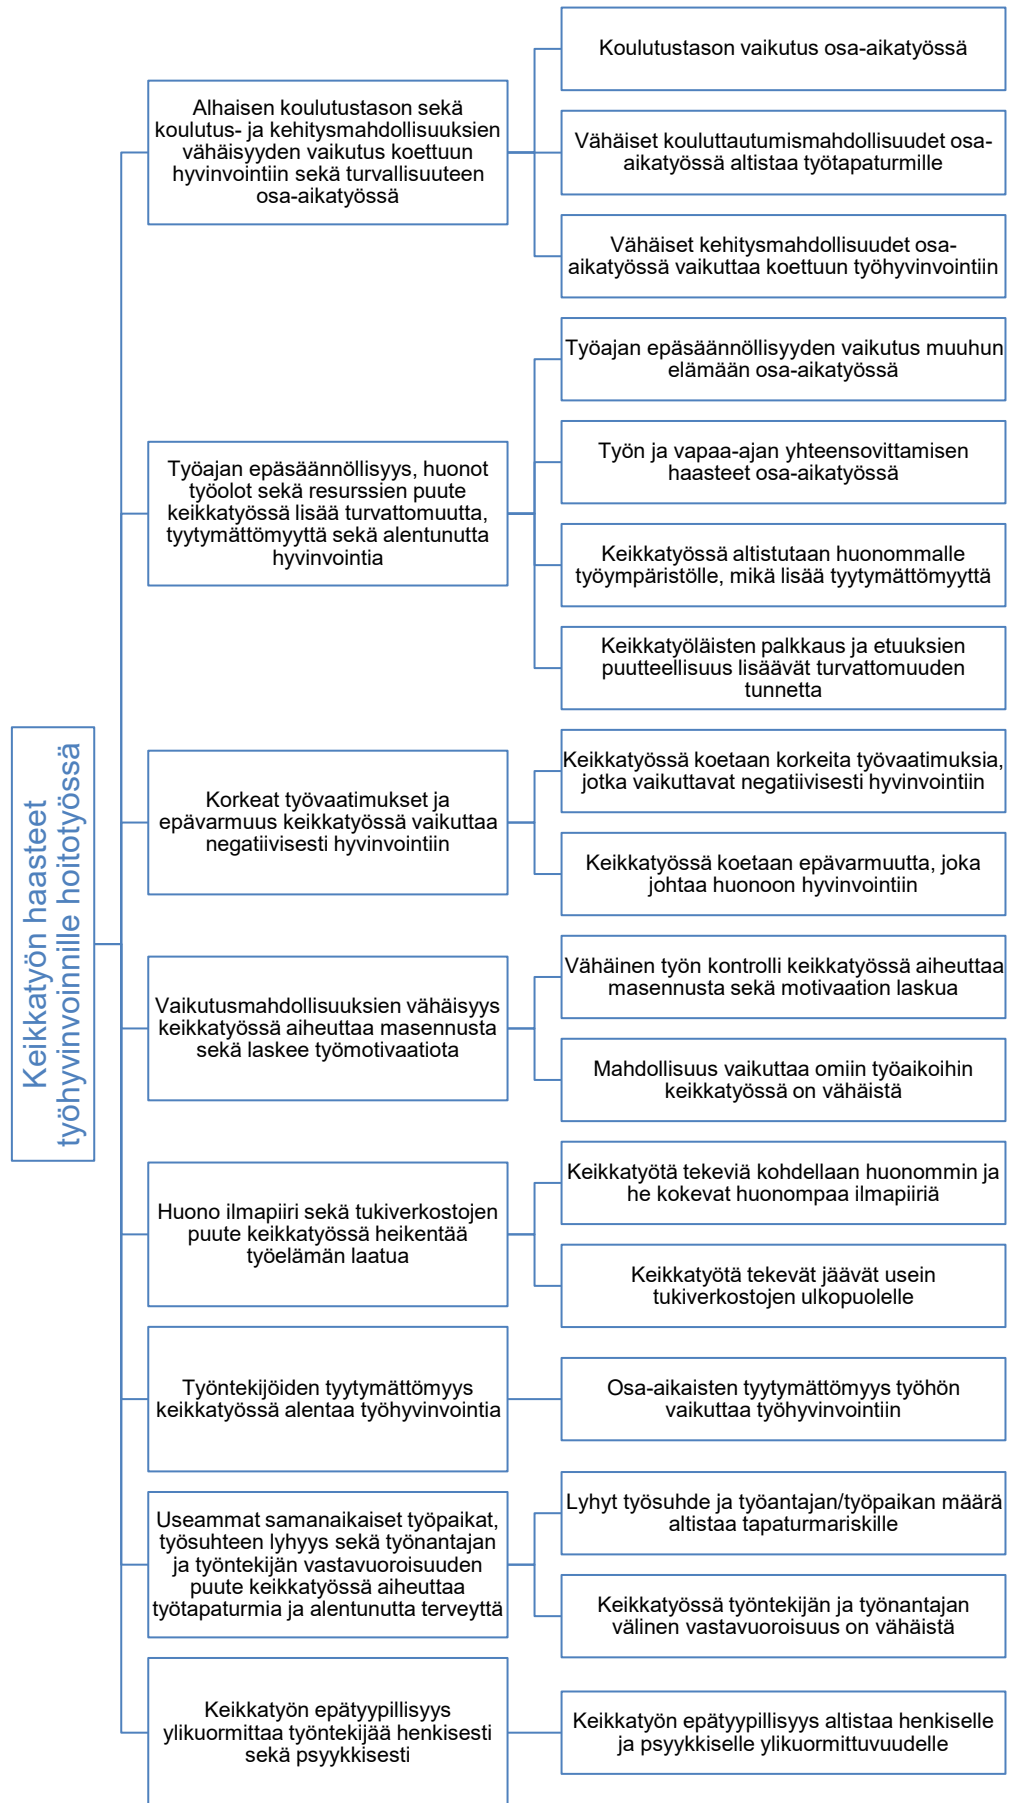 Keikkatyön haasteet
työhyvinvoinnille hoitotyössä
Alhaisen koulutustason sekä
koulutus- ja kehitysmahdollisuuksien
vähäisyyden vaikutus koettuun
hyvinvointiin sekä turvallisuuteen
osa-aikatyössä
Koulutustason vaikutus osa-aikatyössä
Vähäiset kouluttautumismahdollisuudet osa-
aikatyössä altistaa työtapaturmille
Vähäiset kehitysmahdollisuudet osa-
aikatyössä vaikuttaa koettuun työhyvinvointiin
Työajan epäsäännöllisyys, huonot
työolot sekä resurssien puute
keikkatyössä lisää turvattomuutta,
tyytymättömyyttä sekä alentunutta
hyvinvointia
Työajan epäsäännöllisyyden vaikutus muuhun
elämään osa-aikatyössä
Työn ja vapaa-ajan yhteensovittamisen
haasteet osa-aikatyössä
Keikkatyössä altistutaan huonommalle
työympäristölle, mikä lisää tyytymättömyyttä
Keikkatyöläisten palkkaus ja etuuksien
puutteellisuus lisäävät turvattomuuden
tunnetta
Korkeat työvaatimukset ja
epävarmuus keikkatyössä vaikuttaa
negatiivisesti hyvinvointiin
Keikkatyössä koetaan korkeita työvaatimuksia,
jotka vaikuttavat negatiivisesti hyvinvointiin
Keikkatyössä koetaan epävarmuutta, joka
johtaa huonoon hyvinvointiin
Vaikutusmahdollisuuksien vähäisyys
keikkatyössä aiheuttaa masennusta
sekä laskee työmotivaatiota
Vähäinen työn kontrolli keikkatyössä aiheuttaa
masennusta sekä motivaation laskua
Mahdollisuus vaikuttaa omiin työaikoihin
keikkatyössä on vähäistä
Huono ilmapiiri sekä tukiverkostojen
puute keikkatyössä heikentää
työelämän laatua
Keikkatyötä tekeviä kohdellaan huonommin ja
he kokevat huonompaa ilmapiiriä
Keikkatyötä tekevät jäävät usein
tukiverkostojen ulkopuolelle
Työntekijöiden tyytymättömyys
keikkatyössä alentaa työhyvinvointia
Osa-aikaisten tyytymättömyys työhön
vaikuttaa työhyvinvointiin
Useammat samanaikaiset työpaikat,
työsuhteen lyhyys sekä työnantajan
ja työntekijän vastavuoroisuuden
puute keikkatyössä aiheuttaa
työtapaturmia ja alentunutta terveyttä
Lyhyt työsuhde ja työantajan/työpaikan määrä
altistaa tapaturmariskille
Keikkatyössä työntekijän ja työnantajan
välinen vastavuoroisuus on vähäistä
Keikkatyön epätyypillisyys
ylikuormittaa työntekijää henkisesti
sekä psyykkisesti
Keikkatyön epätyypillisyys altistaa henkiselle
ja psyykkiselle ylikuormittuvuudelle